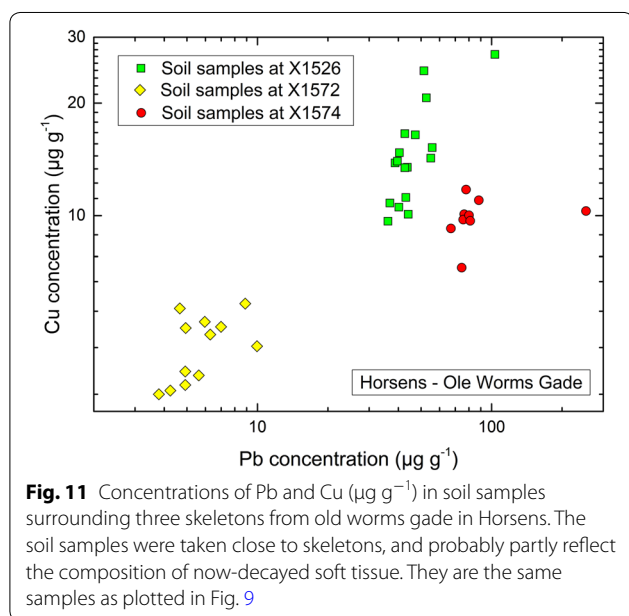 30
20
10
Cu concentration (µg g⁻¹)
Soil samples at X1526
Soil samples at X1572
Soil samples at X1574
Horsens - Ole Worms Gade
10
100
Pb concentration (µg g⁻¹)
Fig. 11 Concentrations of Pb and Cu (µg g⁻¹) in soil samples
surrounding three skeletons from old worms gade in Horsens. The
soil samples were taken close to skeletons, and probably partly reflect
the composition of now-decayed soft tissue. They are the same
samples as plotted in Fig. 9